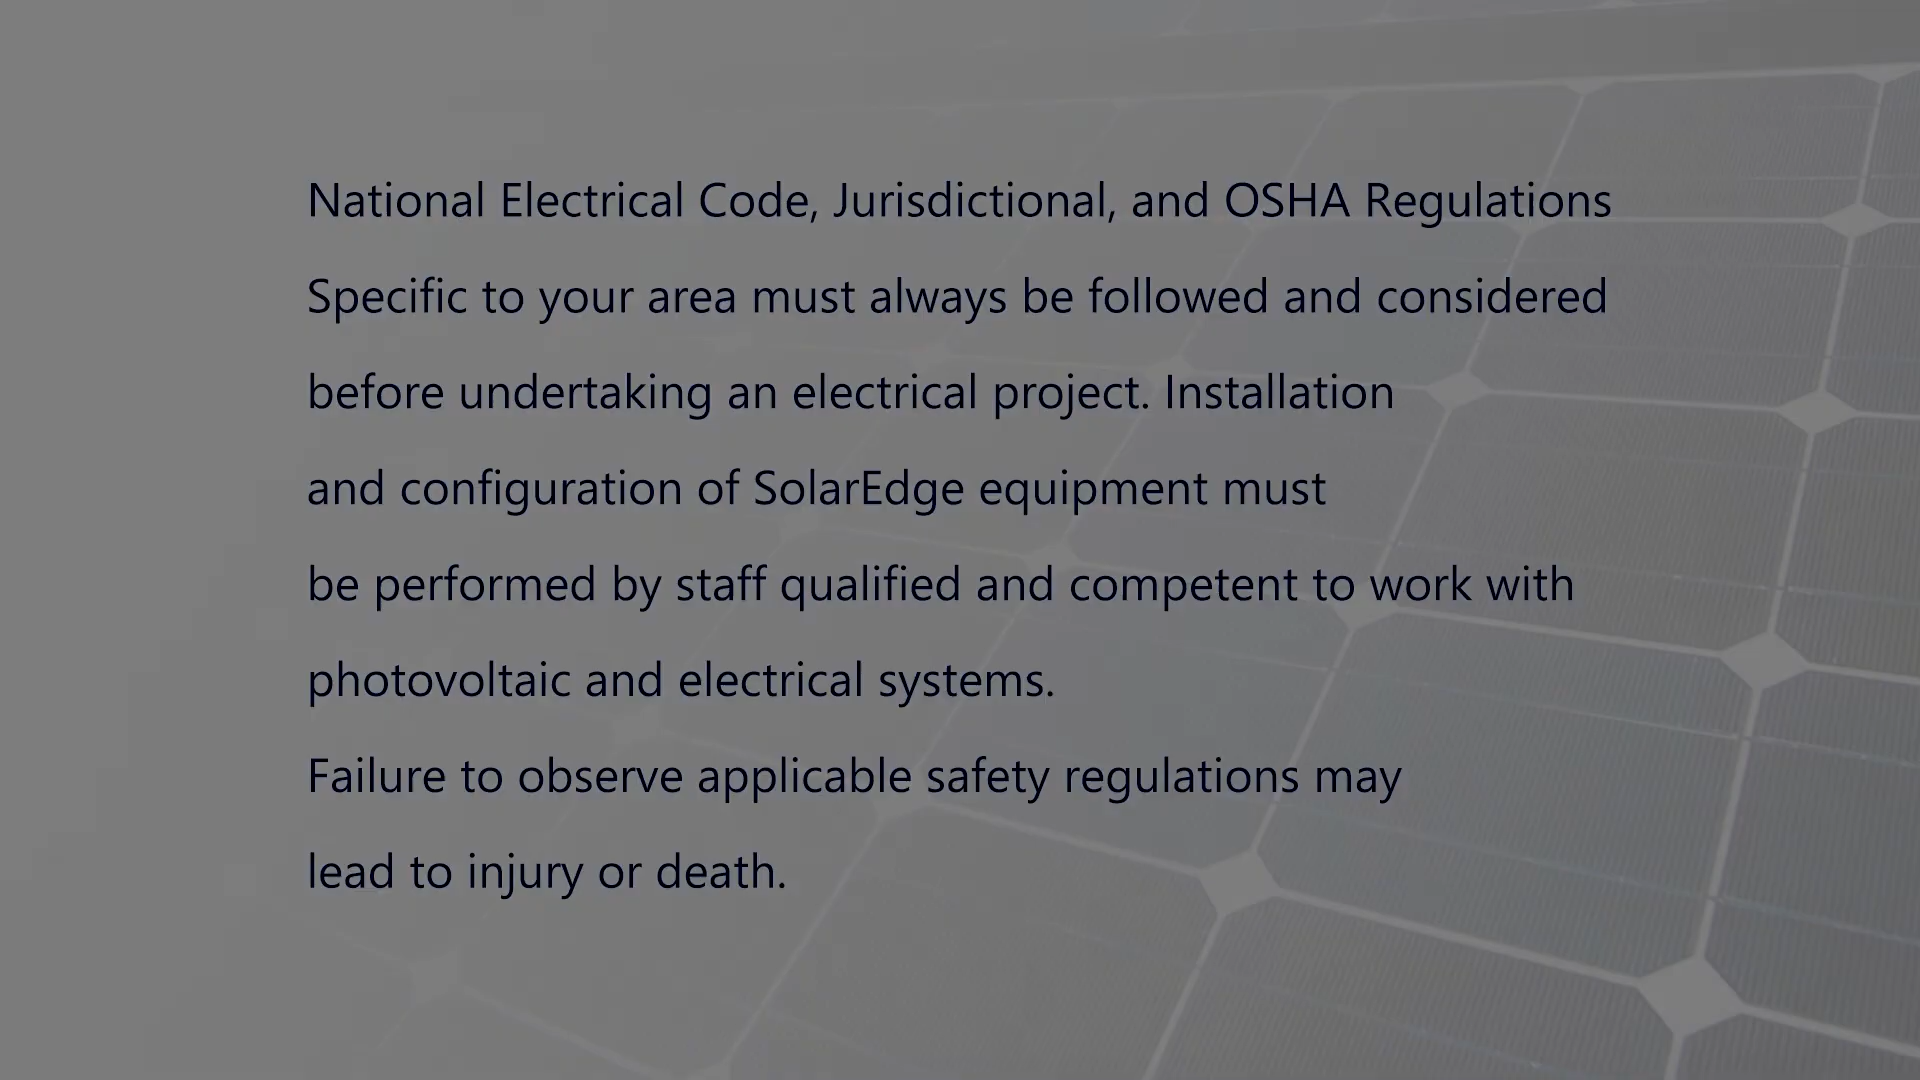 National Electrical Code, Jurisdictional, and OSHA Regulations
Specific to your area must always be followed and considered
before undertaking an electrical project. Installation
and configuration of SolarEdge equipment must
be performed by staff qualified and competent to work with
photovoltaic and electrical systems.
Failure to observe applicable safety regulations may
lead to injury or death.